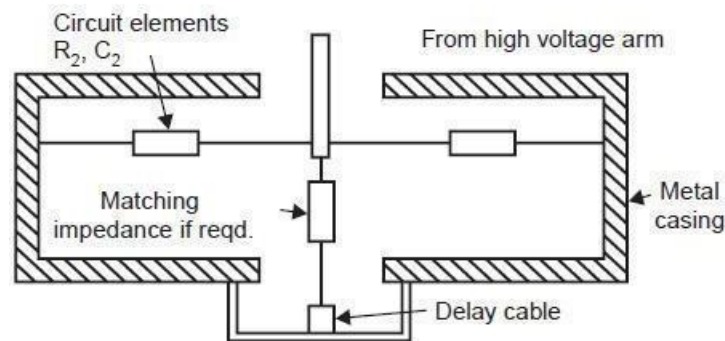 Circuit elements
R₂, C₂
From high voltage arm
Matching
impedance if reqd.
Metal
casing
Delay cable